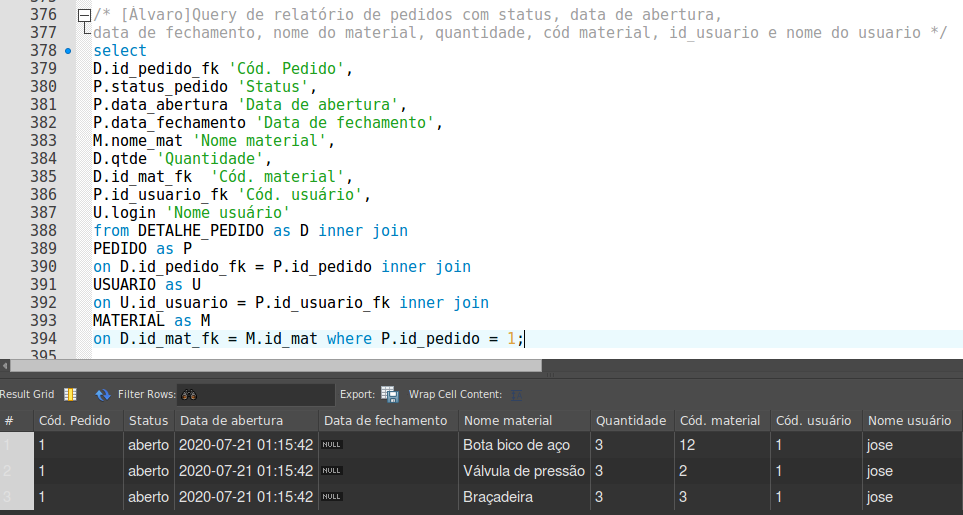 376 /* [Álvaro]Query de relatório de pedidos com status, data de abertura,
377 data de fechamento, nome do material, quantidade, cód material, id_usuario e nome do usuario */
378 select
379 D.id_pedido_fk 'Cód. Pedido',
380 P.status_pedido 'Status',
381 P.data_abertura 'Data de abertura',
382 P.data_fechamento 'Data de fechamento',
383 M.nome_mat 'Nome material',
384 D.qtde 'Quantidade',
385 D.id_mat_fk  'Cód. material',
386 P.id_usuario_fk 'Cód. usuário',
387 U.login 'Nome usuário'
388 from DETALHE_PEDIDO as D inner join
389 PEDIDO as P
390 on D.id_pedido_fk = P.id_pedido inner join
391 USUARIO as U
392 on U.id_usuario = P.id_usuario_fk inner join
393 MATERIAL as M
394 on D.id_mat_fk = M.id_mat where P.id_pedido = 1;
395
Result Grid Filter Rows: Export: Wrap Cell Content:
# Cód. Pedido Status Data de abertura Data de fechamento Nome material Quantidade Cód. material Cód. usuário Nome usuário
1 1 aberto 2020-07-21 01:15:42 NULL Bota bico de aço 3 12 1 jose
2 1 aberto 2020-07-21 01:15:42 NULL Válvula de pressão 3 2 1 jose
3 1 aberto 2020-07-21 01:15:42 NULL Braçadeira 3 3 1 jose